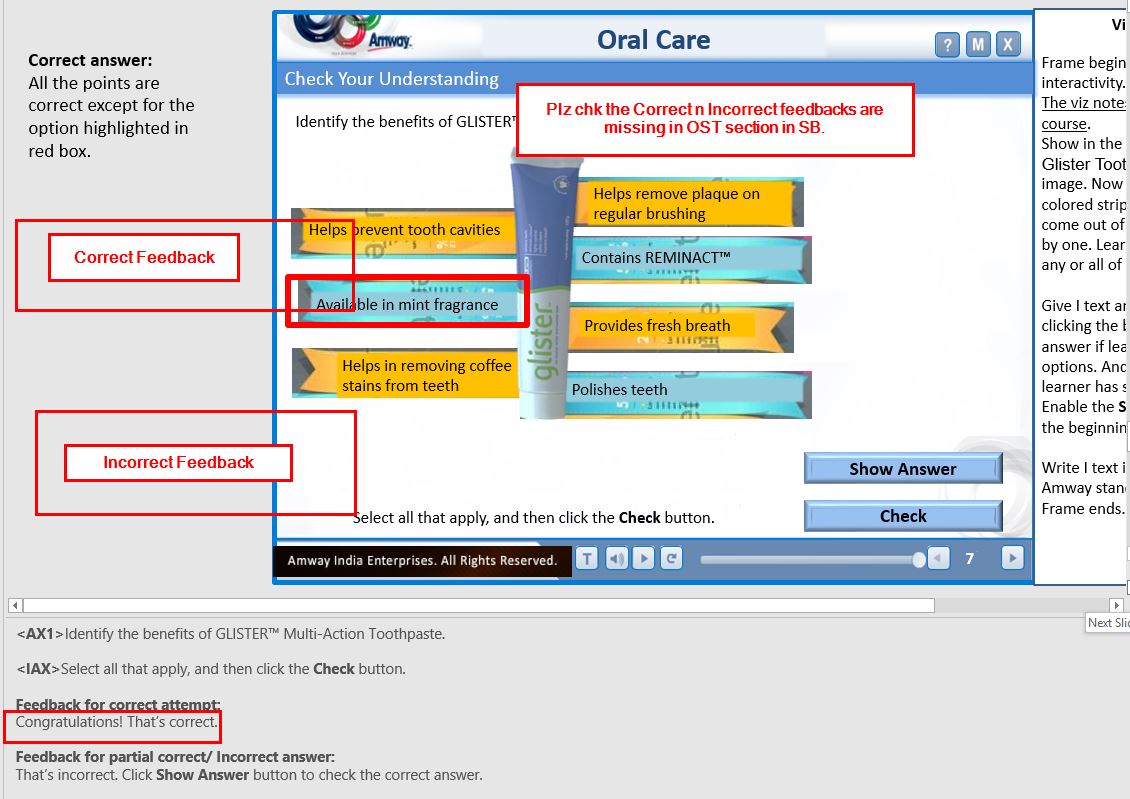 Correct answer:
All the points are
correct except for the
option highlighted in
red box.
Correct Feedback
Incorrect Feedback
Amway
Oral Care
? M X
Check Your Understanding
Identify the benefits of GLISTER™
Plz chk the Correct n Incorrect feedbacks are
missing in OST section in SB.
Helps prevent tooth cavities
Available in mint fragrance
Helps in removing coffee
stains from teeth
glister
Helps remove plaque on
regular brushing
Contains REMINACT™
Provides fresh breath
Polishes teeth
Show Answer
Check
Select all that apply, and then click the Check button.
Amway India Enterprises. All Rights Reserved.
T
7
Vi
Frame begin
interactivity.
The viz note
course.
Show in the
Glister Toot
image. Now
colored strip
come out of
by one. Lear
any or all of
Give I text an
clicking the b
answer if lea
options. And
learner has s
Enable the S
the beginnin
Write I text i
Amway stan
Frame ends.
Next Slid
<AX1>Identify the benefits of GLISTER™ Multi-Action Toothpaste.
<IAX>Select all that apply, and then click the Check button.
Feedback for correct attempt:
Congratulations! That's correct.
Feedback for partial correct/ Incorrect answer:
That's incorrect. Click Show Answer button to check the correct answer.